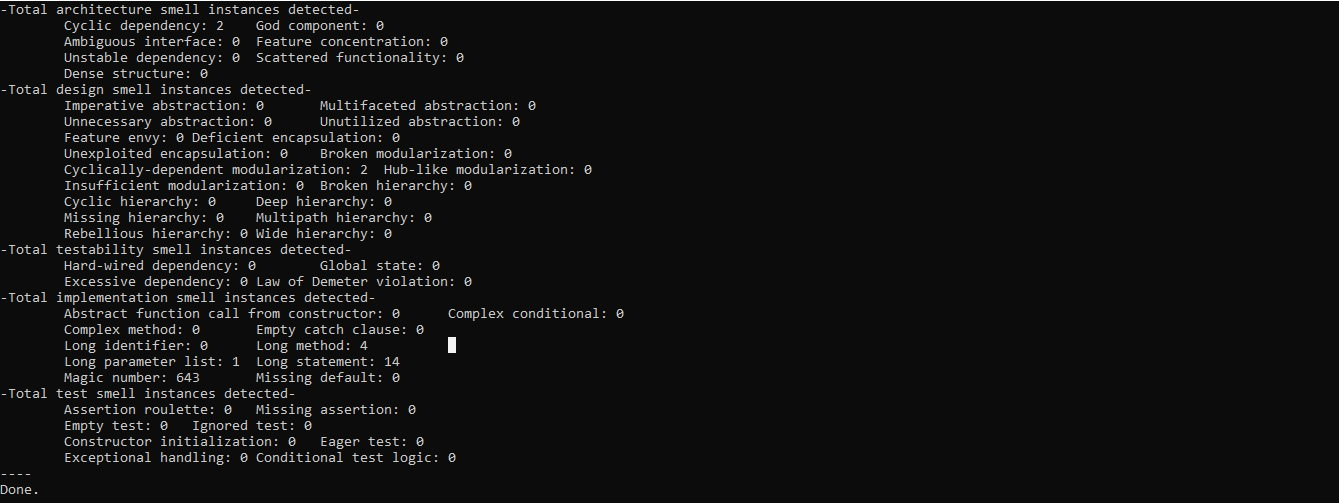 -Total architecture smell instances detected-
Cyclic dependency: 2 God component: 0
Ambiguous interface: 0 Feature concentration: 0
Unstable dependency: 0 Scattered functionality: 0
Dense structure: 0
-Total design smell instances detected-
Imperative abstraction: 0 Multifaceted abstraction: 0
Unnecessary abstraction: 0 Unutilized abstraction: 0
Feature envy: 0 Deficient encapsulation: 0
Unexploited encapsulation: 0 Broken modularization: 0
Cyclically-dependent modularization: 2 Hub-like modularization: 0
Insufficient modularization: 0 Broken hierarchy: 0
Cyclic hierarchy: 0 Deep hierarchy: 0
Missing hierarchy: 0 Multipath hierarchy: 0
Rebellious hierarchy: 0 Wide hierarchy: 0
-Total testability smell instances detected-
Hard-wired dependency: 0 Global state: 0
Excessive dependency: 0 Law of Demeter violation: 0
-Total implementation smell instances detected-
Abstract function call from constructor: 0 Complex conditional: 0
Complex method: 0 Empty catch clause: 0
Long identifier: 0 Long method: 4
Long parameter list: 1 Long statement: 14
Magic number: 643 Missing default: 0
-Total test smell instances detected-
Assertion roulette: 0 Missing assertion: 0
Empty test: 0 Ignored test: 0
Constructor initialization: 0 Eager test: 0
Exceptional handling: 0 Conditional test logic: 0
----
Done.